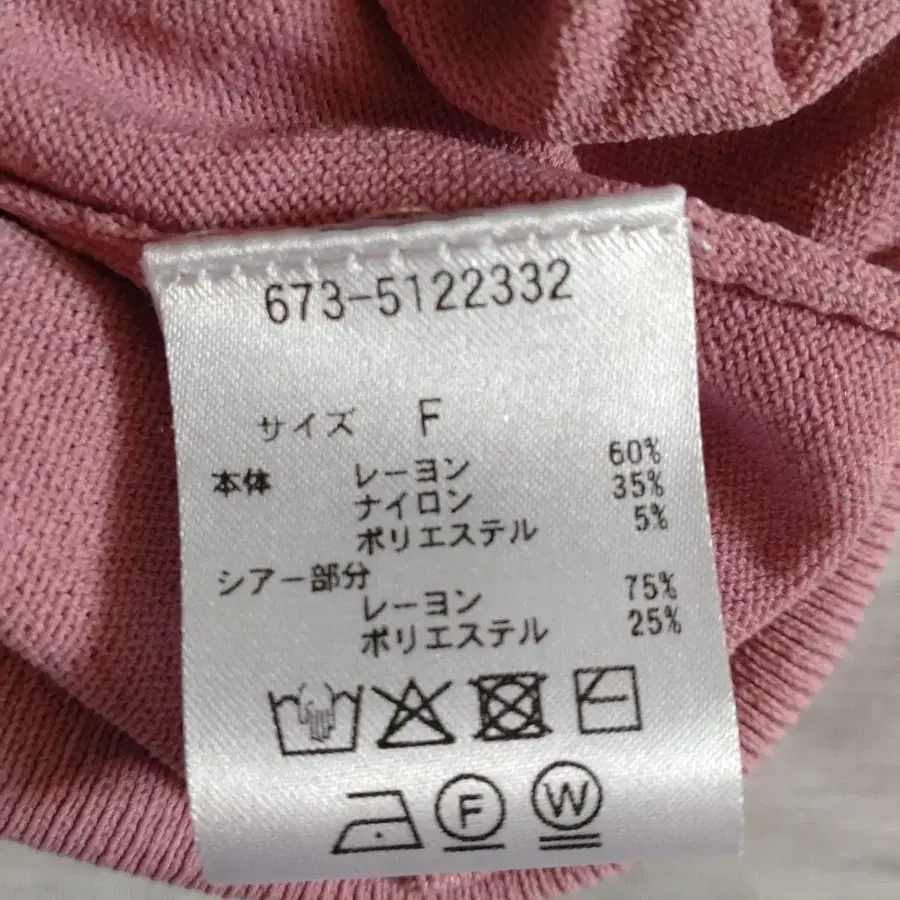 673-5122332
サイズ F
本体 レーヨン 60%
ナイロン 35%
ポリエステル 5%
シアー部分
レーヨン 75%
ポリエステル 25%
F W